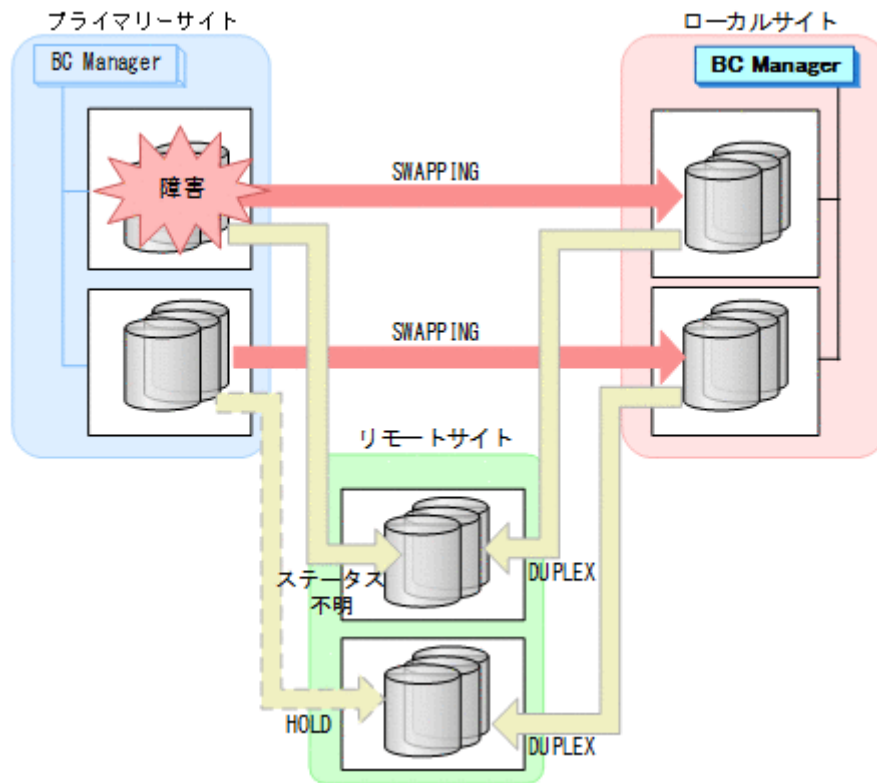 プライマリーサイト
ローカルサイト
BC Manager
BC Manager
障害
SWAPPING
SWAPPING
リモートサイト
ステータス
不明
DUPLEX
HOLD
DUPLEX